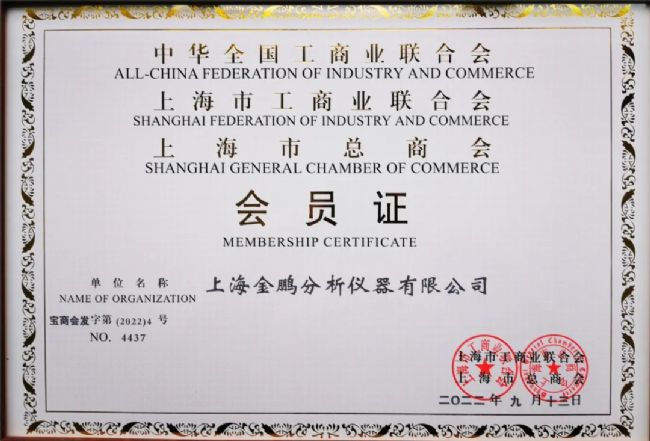 中华全国工商业联合会
ALL-CHINA FEDERATION OF INDUSTRY AND COMMERCE
上海市工商业联合会
SHANGHAI FEDERATION OF INDUSTRY AND COMMERCE
上海市总商会
SHANGHAI GENERAL CHAMBER OF COMMERCE
会员证
MEMBERSHIP CERTIFICATE
单位名称
NAME OF ORGANIZATION
上海金鹏分析仪器有限公司
宝商会发字第(2022)4 号
NO. 4437
上海市工商业联合会
上海市总商会
二〇二二年九月十三日